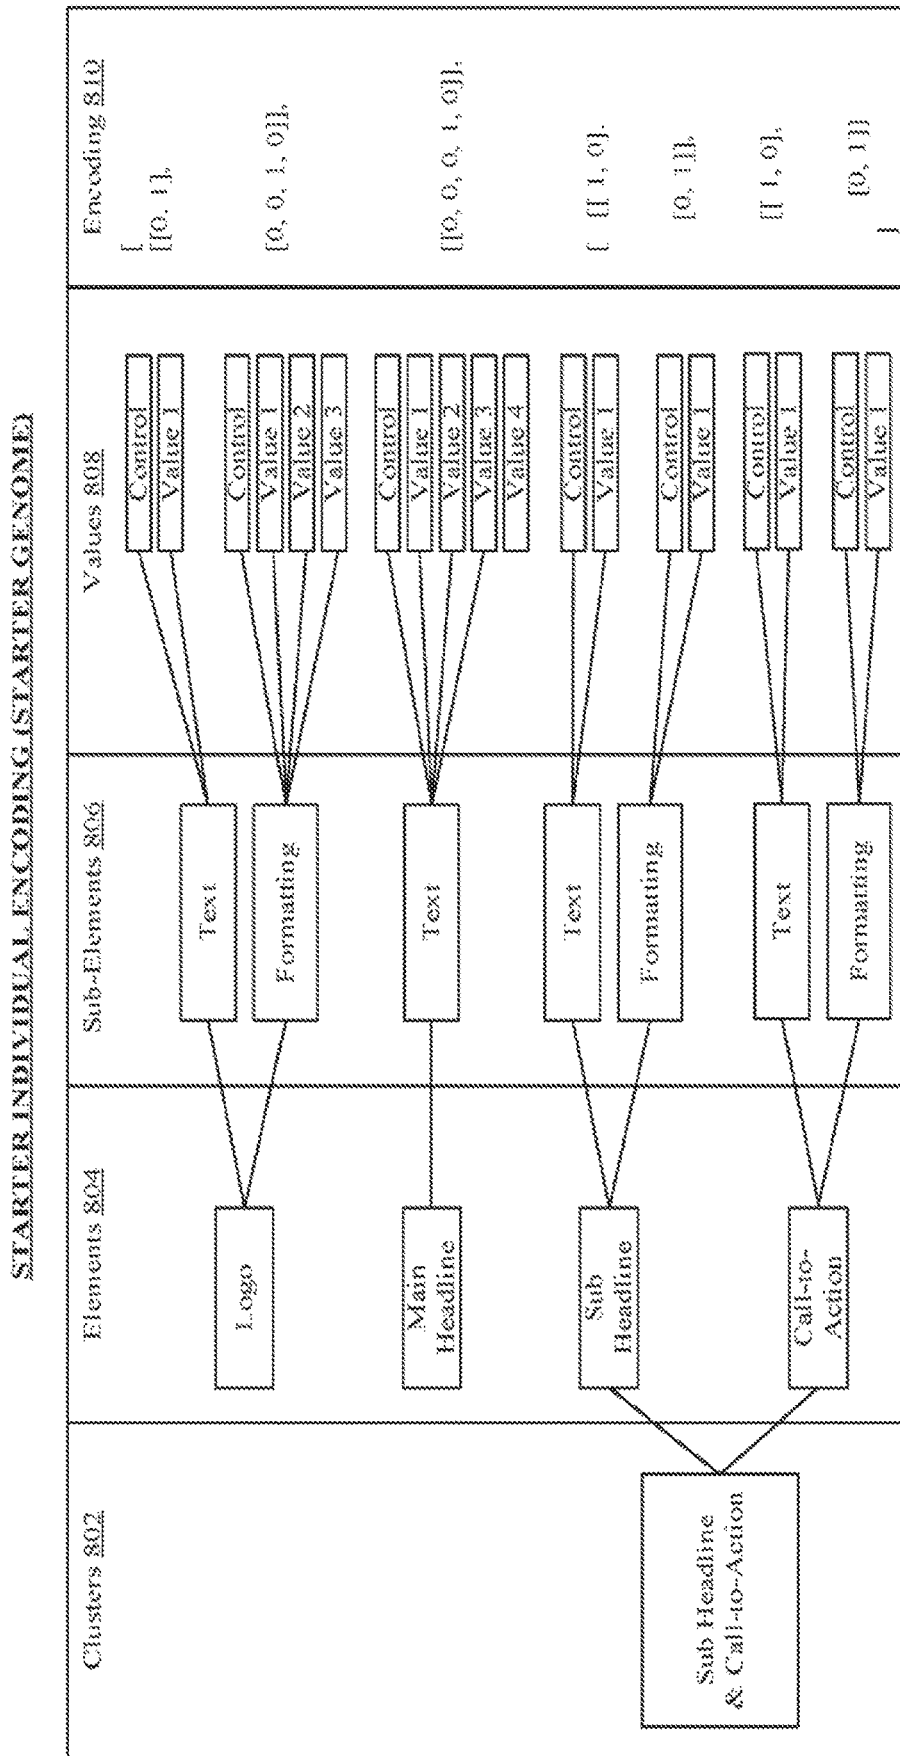 STARTER INDIVIDUAL ENCODING (STARTER GENOME)
Clusters 802
Elements 804
Sub-Elements 806
Values 808
Encoding 810
[
Logo
Text
Control
Value 1
[[0, 1],
Formatting
Control
Value 1
Value 2
Value 3
[0, 0, 1, 0]],
Main
Headline
Text
Control
Value 1
Value 2
Value 3
Value 4
[[0, 0, 0, 1, 0]],
Sub Headline
& Call-to-Action
Sub
Headline
Text
Control
Value 1
[ [[ 1, 0],
Formatting
Control
Value 1
[0, 1]],
Call-to-
Action
Text
Control
Value 1
[[ 1, 0],
Formatting
Control
Value 1
[0, 1]]
]